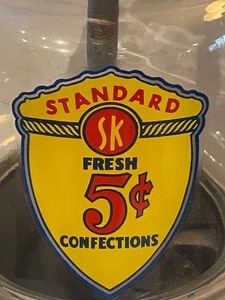 STANDARD
SK
FRESH
5¢
CONFECTIONS